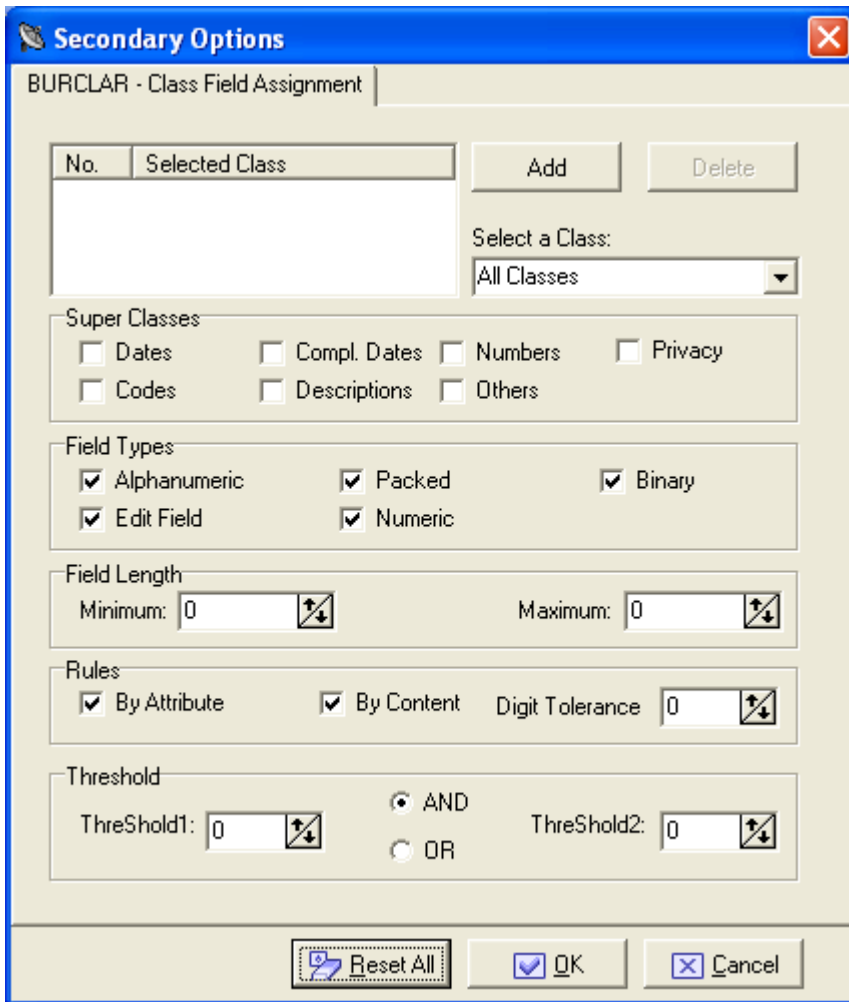 Secondary Options
BURCLAR - Class Field Assignment
No. Selected Class
Add Delete
Select a Class:
All Classes
Super Classes
Dates Compl. Dates Numbers Privacy
Codes Descriptions Others
Field Types
Alphanumeric Packed Binary
Edit Field Numeric
Field Length
Minimum: 0 Maximum: 0
Rules
By Attribute By Content Digit Tolerance 0
Threshold
AND
ThreShold1: 0 ThreShold2: 0
OR
Reset All OK Cancel